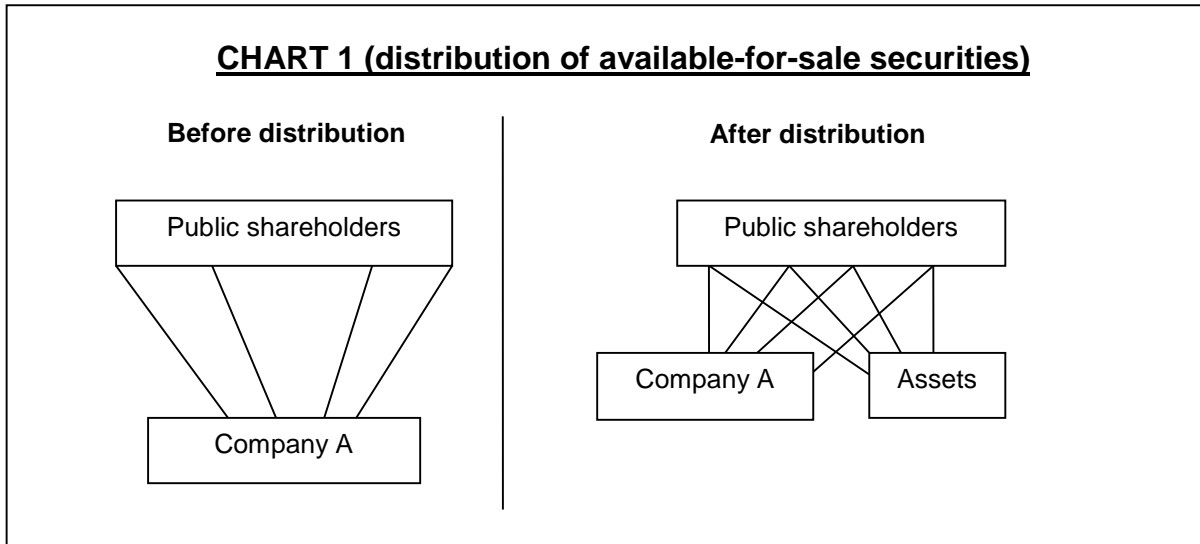 CHART 1 (distribution of available-for-sale securities)
Before distribution
After distribution
Public shareholders
Public shareholders
Company A
Assets
Company A